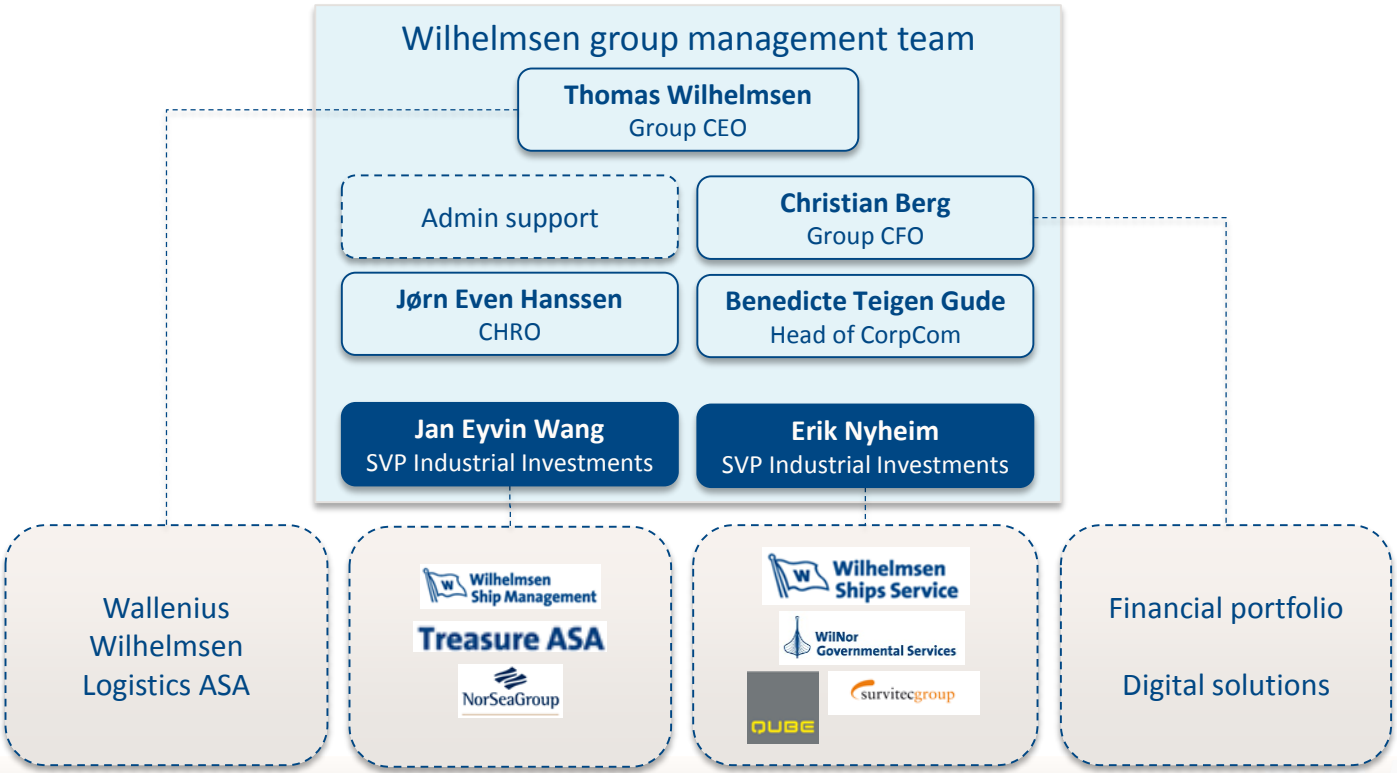 Wilhelmsen group management team
Thomas Wilhelmsen
Group CEO
Admin support
Christian Berg
Group CFO
Jørn Even Hanssen
CHRO
Benedicte Teigen Gude
Head of CorpCom
Jan Eyvin Wang
SVP Industrial Investments
Erik Nyheim
SVP Industrial Investments
Wallenius
Wilhelmsen
Logistics ASA
W
Wilhelmsen
Ship Management
Treasure ASA
NorSeaGroup
W
Wilhelmsen
Ships Service
WilNor
Governmental Services
QUBE
survitecgroup
Financial portfolio
Digital solutions